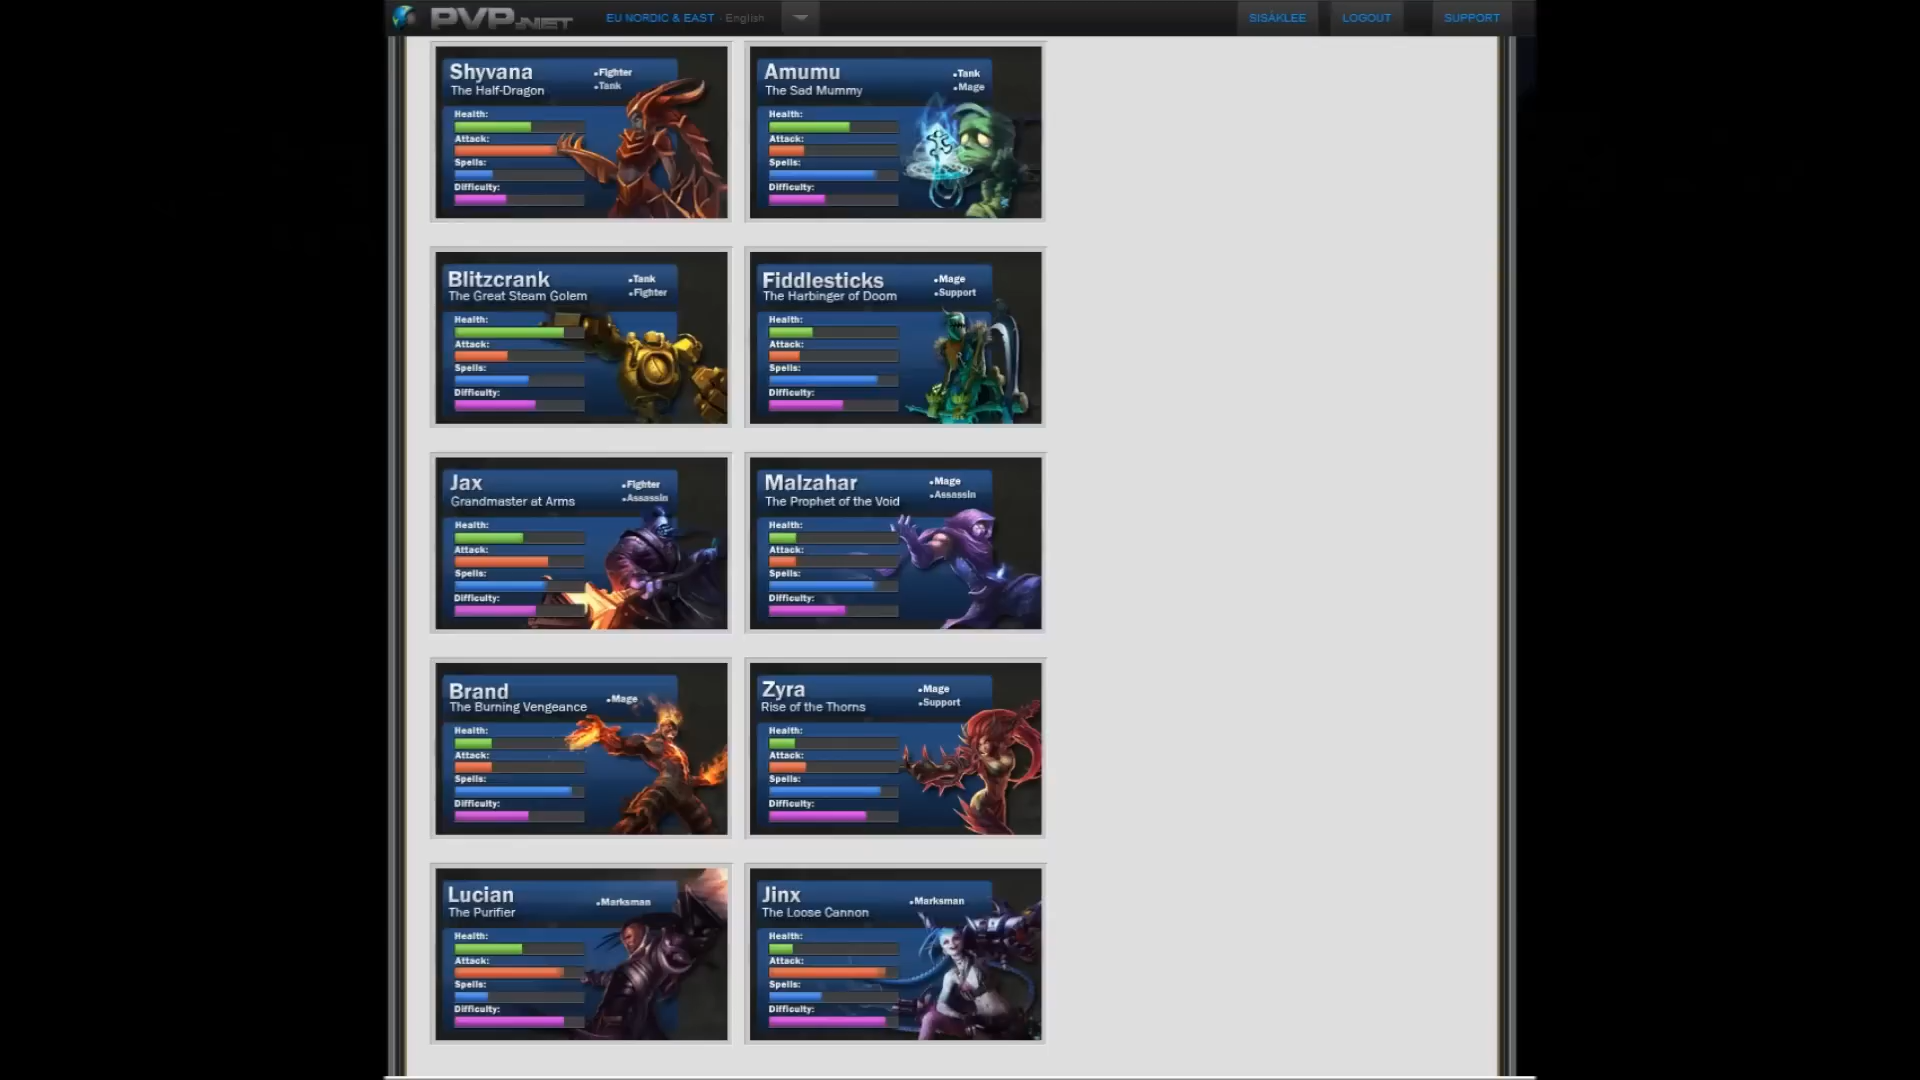 PVP.NET EU NORDIC & EAST - English SISÄKLEE LOGOUT SUPPORT
Shyvana
The Half-Dragon
•Fighter
•Tank
Health:
Attack:
Spells:
Difficulty:
Amumu
The Sad Mummy
•Tank
•Mage
Health:
Attack:
Spells:
Difficulty:
Blitzcrank
The Great Steam Golem
•Tank
•Fighter
Health:
Attack:
Spells:
Difficulty:
Fiddlesticks
The Harbinger of Doom
•Mage
•Support
Health:
Attack:
Spells:
Difficulty:
Jax
Grandmaster at Arms
•Fighter
•Assassin
Health:
Attack:
Spells:
Difficulty:
Malzahar
The Prophet of the Void
•Mage
•Assassin
Health:
Attack:
Spells:
Difficulty:
Brand
The Burning Vengeance
•Mage
Health:
Attack:
Spells:
Difficulty:
Zyra
Rise of the Thorns
•Mage
•Support
Health:
Attack:
Spells:
Difficulty:
Lucian
The Purifier
•Marksman
Health:
Attack:
Spells:
Difficulty:
Jinx
The Loose Cannon
•Marksman
Health:
Attack:
Spells:
Difficulty: